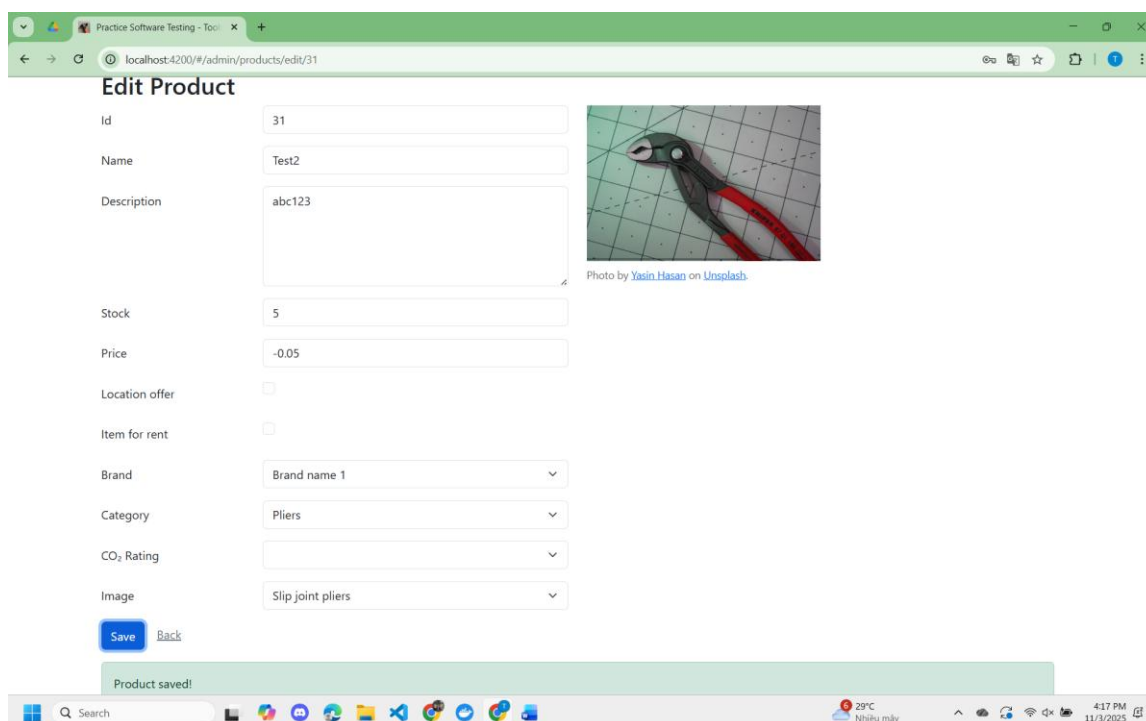 Practice Software Testing - Tool
localhost:4200/#/admin/products/edit/31
T
Edit Product
Id 31
Name Test2
Description abc123
Photo by Yasin Hasan on Unsplash.
Stock 5
Price -0.05
Location offer
Item for rent
Brand Brand name 1
Category Pliers
CO₂ Rating
Image Slip joint pliers
Save Back
Product saved!
Search 6 29°C 4:17 PM
Nhiều mây 11/3/2025